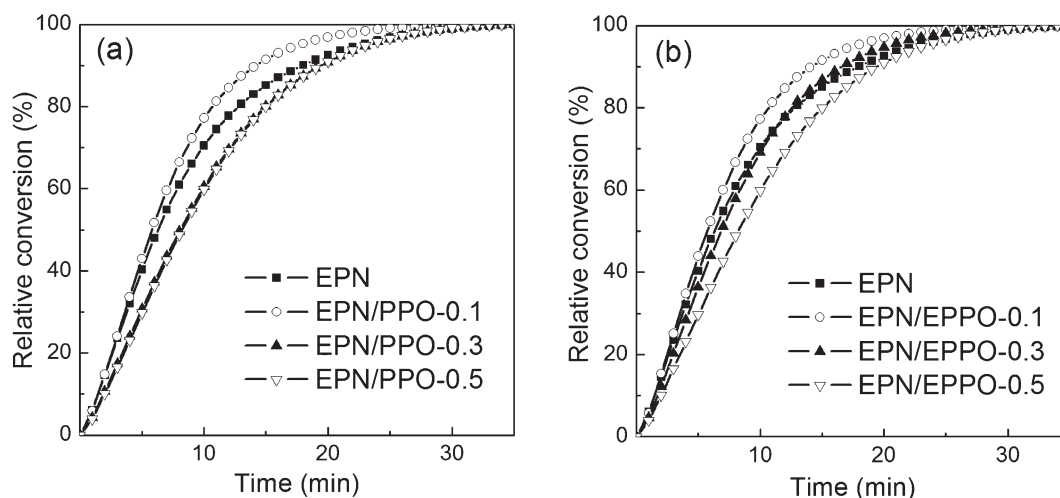 (a)
Relative conversion (%)
100
80
60
40
20
0
EPN
EPN/PPO-0.1
EPN/PPO-0.3
EPN/PPO-0.5
10
20
30
Time (min)
(b)
Relative conversion (%)
100
80
60
40
20
0
EPN
EPN/EPPO-0.1
EPN/EPPO-0.3
EPN/EPPO-0.5
10
20
30
Time (min)